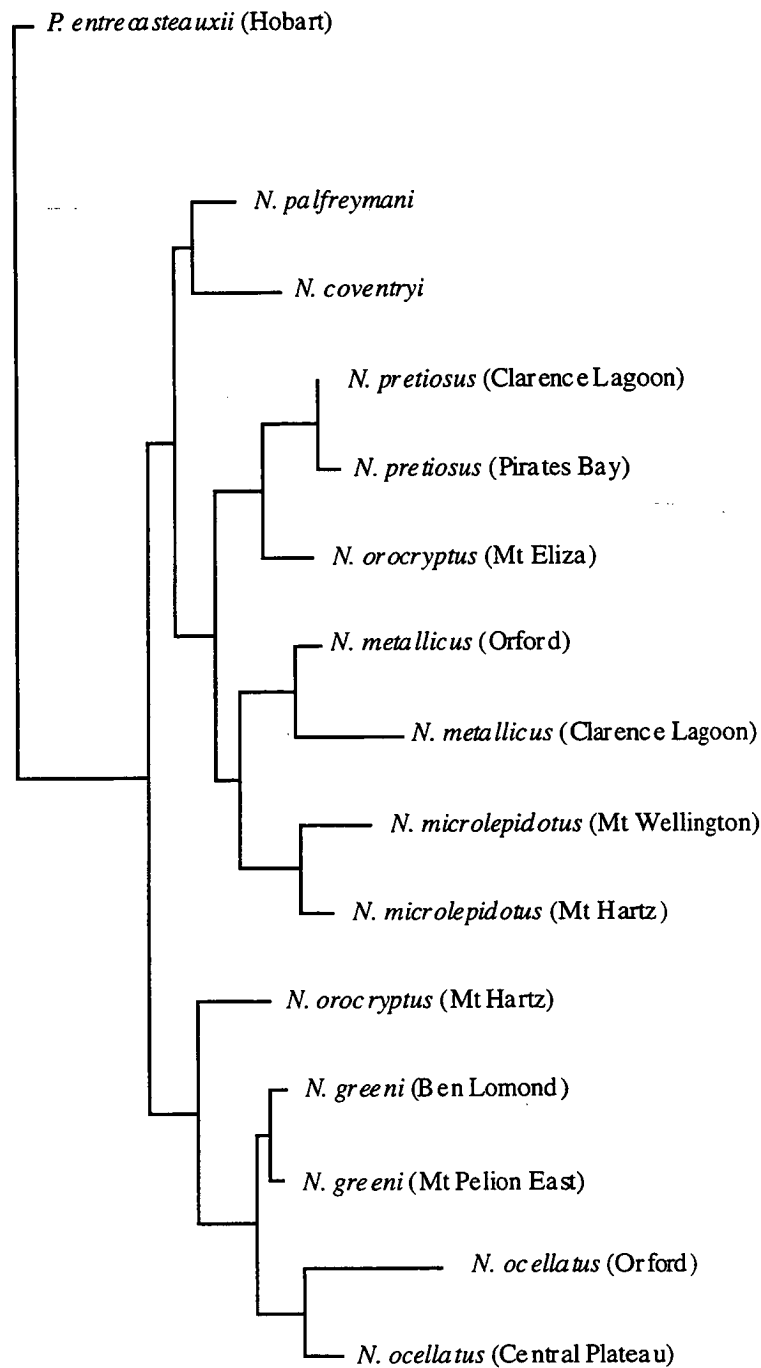 P. entrecasteauxii (Hobart)
N. palfreymani
N. coventryi
N. pretiosus (Clarence Lagoon)
N. pretiosus (Pirates Bay)
N. orocryptus (Mt Eliza)
N. metallicus (Orford)
N. metallicus (Clarence Lagoon)
N. microlepidotus (Mt Wellington)
N. microlepidotus (Mt Hartz)
N. orocryptus (Mt Hartz)
N. greeni (Ben Lomond)
N. greeni (Mt Pelion East)
N. ocellatus (Orford)
N. ocellatus (Central Plateau)